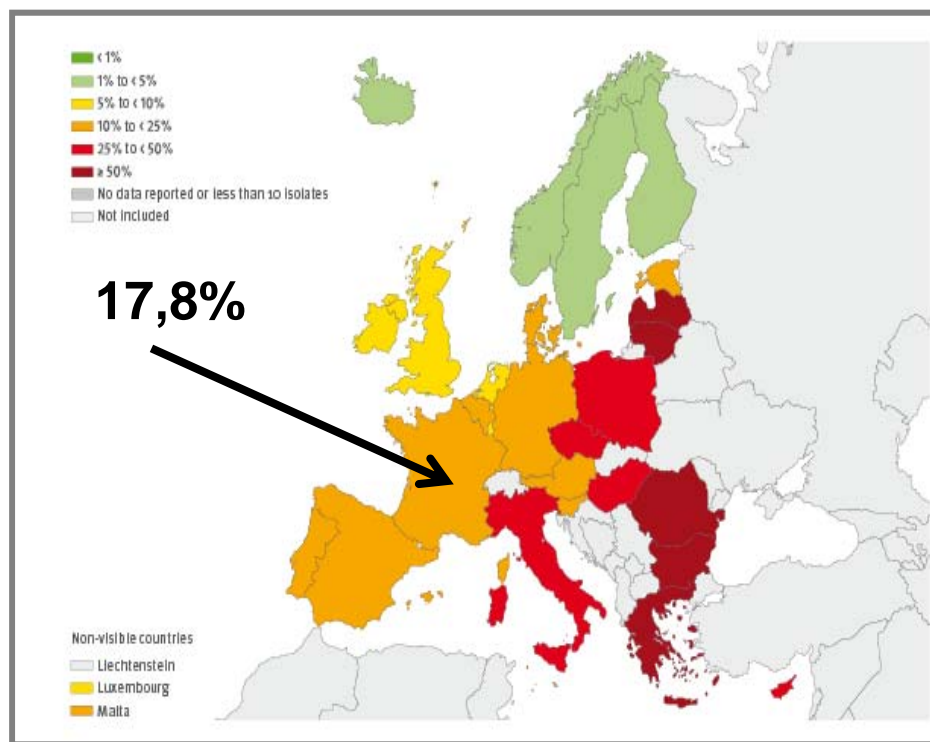 < 1%
1% to < 5%
5% to < 10%
10% to < 25%
25% to < 50%
≥ 50%
No data reported or less than 10 isolates
Not included
17,8%
Non-visible countries
Liechtenstein
Luxembourg
Malta